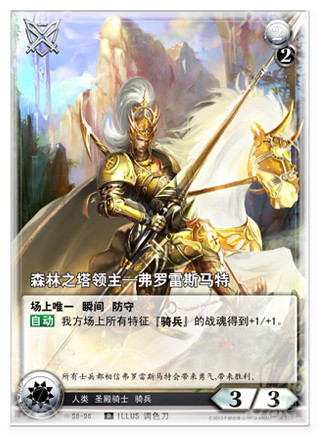 2
2
森林之塔领主—弗罗雷斯马特
场上唯一 瞬间 防守
自动 我方场上所有特征『骑兵』的战魂得到+1/+1。
所有士兵都相信弗罗雷斯马特会带来勇气,带来胜利。
人类 圣殿骑士 骑兵
3 / 3
S8-96 ILLUS 调色刀